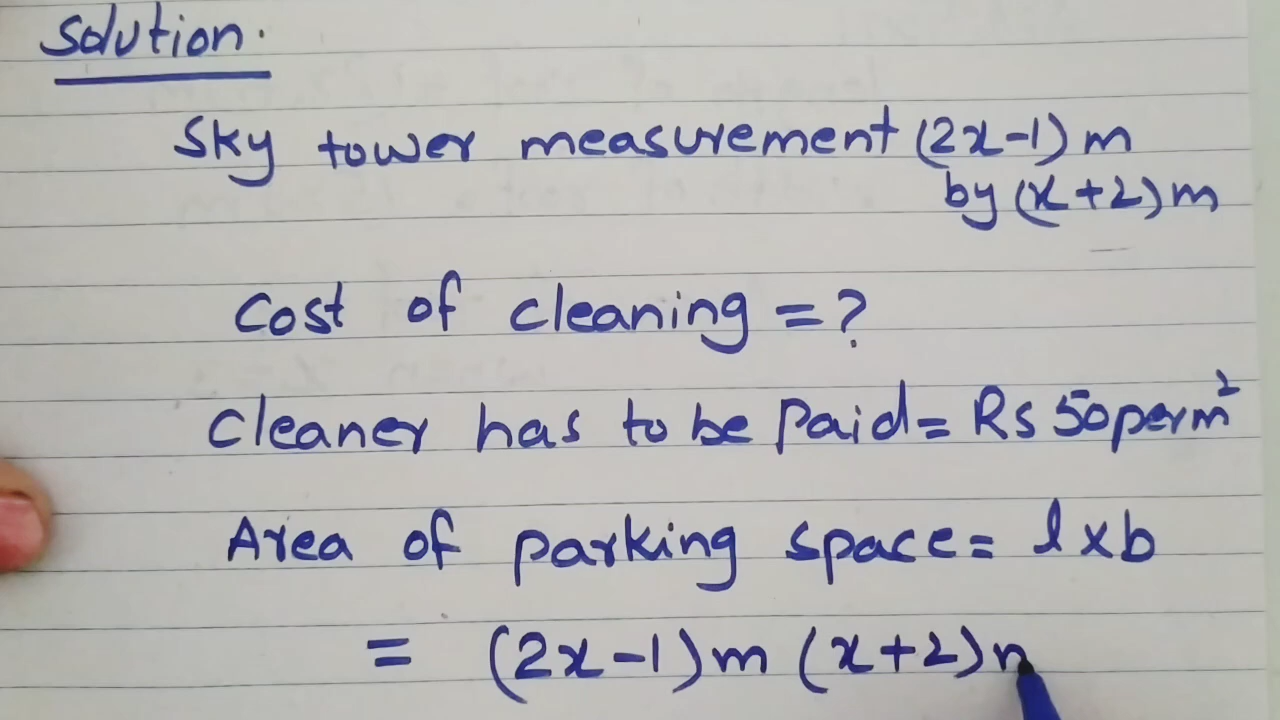 Solution.
Sky tower measurement (2x-1)m
by (x+2)m
Cost of cleaning = ?
Cleaner has to be Paid = Rs 50 per m²
Area of parking space = l x b
= (2x-1)m (x+2)m